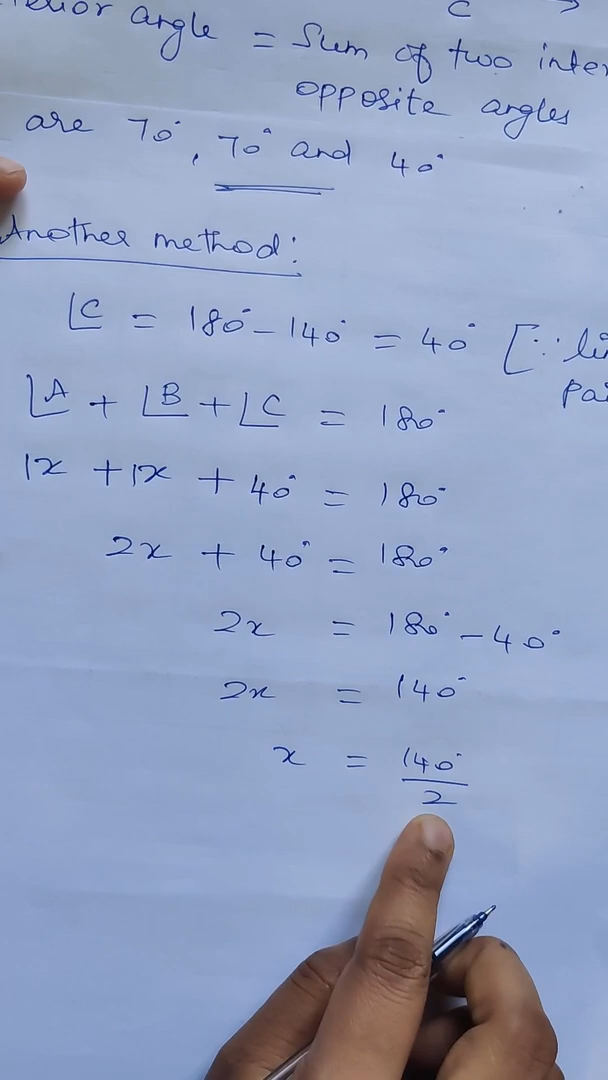 C
angle = Sum of two
opposite angles
are 70°, 70° and 40°
Another method:
∠C = 180° - 140° = 40° [∵
∠A + ∠B + ∠C = 180°
1x + 1x + 40° = 180°
2x + 40° = 180°
2x = 180° - 40°
2x = 140°
x = 140°
2